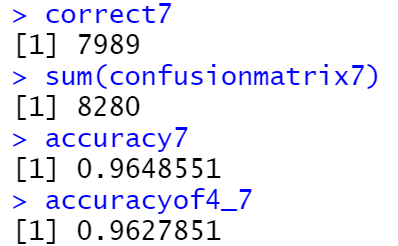 > correct7
[1] 7989
> sum(confusionmatrix7)
[1] 8280
> accuracy7
[1] 0.9648551
> accuracyof4_7
[1] 0.9627851